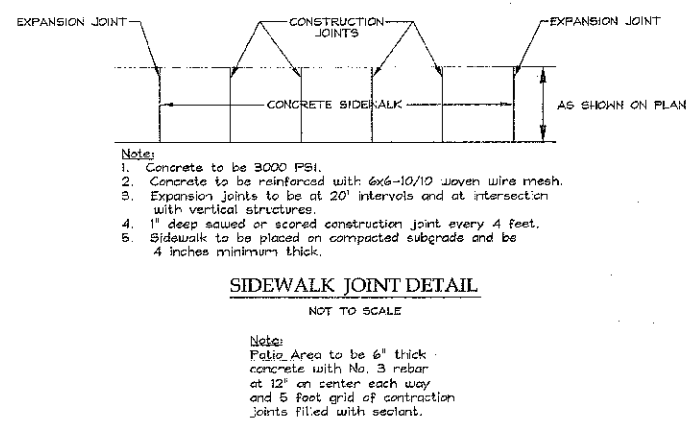 EXPANSION JOINT
CONSTRUCTION
JOINTS
EXPANSION JOINT
CONCRETE SIDEWALK
AS SHOWN ON PLAN
Note:
1. Concrete to be 3000 PSI.
2. Concrete to be reinforced with 6x6-10/10 woven wire mesh.
3. Expansion joints to be at 20' intervals and at intersection
with vertical structures.
4. 1" deep sawed or scored construction joint every 4 feet.
5. Sidewalk to be placed on compacted subgrade and be
4 inches minimum thick.
SIDEWALK JOINT DETAIL
NOT TO SCALE
Note:
Patio Area to be 6" thick
concrete with No. 3 rebar
at 12" on center each way
and 5 foot grid of contraction
joints filled with seclant.